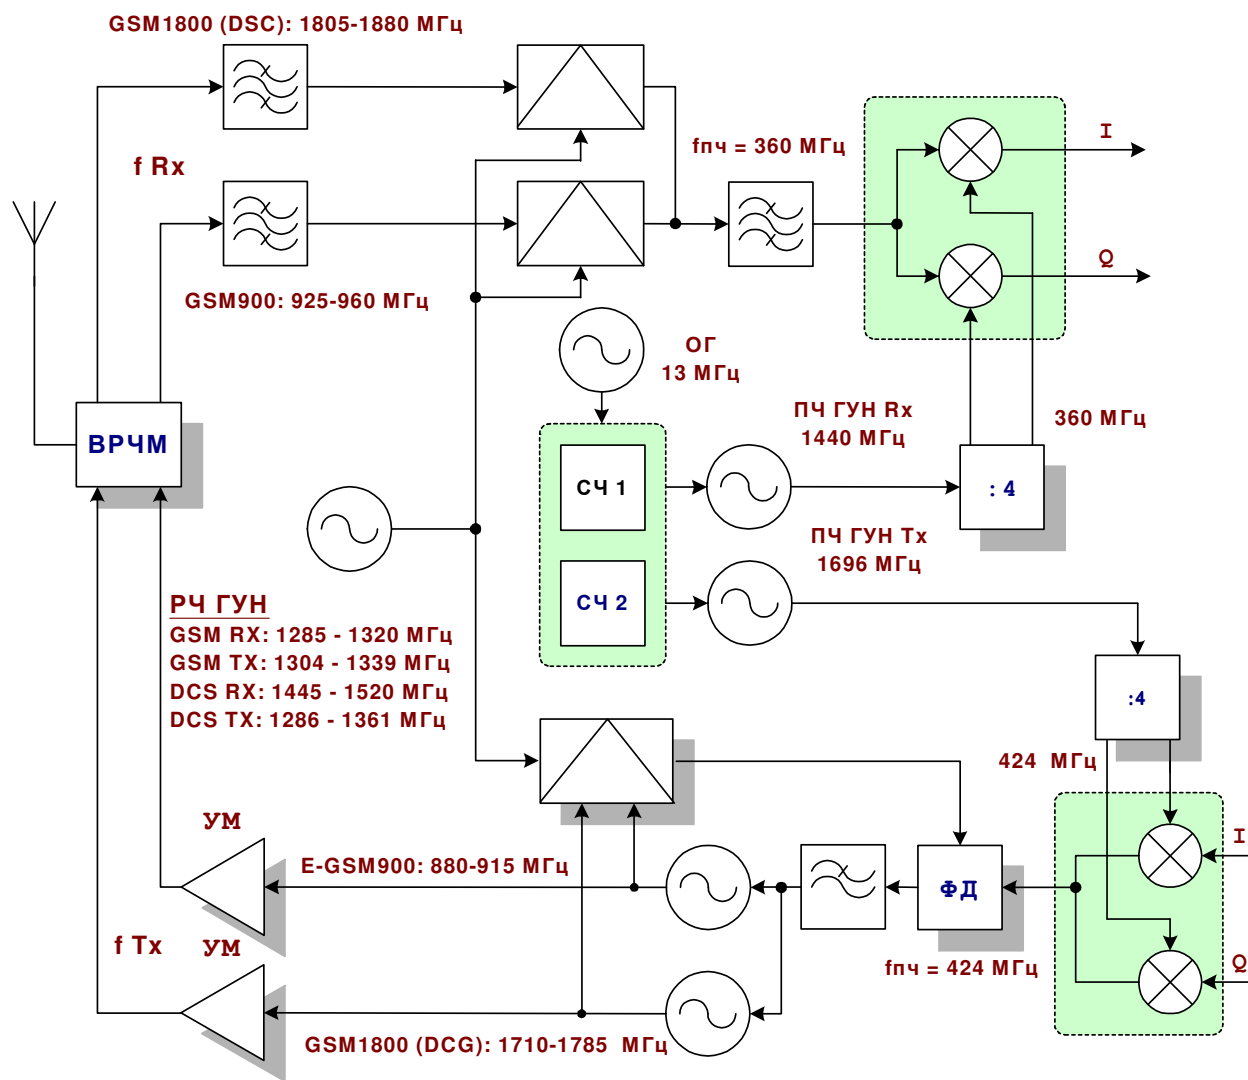 GSM1800 (DSC): 1805-1880 МГц
f Rx
fпч = 360 МГц
I
Q
GSM900: 925-960 МГц
ОГ
13 МГц
ВРЧМ
ПЧ ГУН Rx
1440 МГц
360 МГц
СЧ 1
: 4
ПЧ ГУН Tx
1696 МГц
СЧ 2
РЧ ГУН
GSM RX: 1285 - 1320 МГц
GSM TX: 1304 - 1339 МГц
DCS RX: 1445 - 1520 МГц
DCS TX: 1286 - 1361 МГц
:4
424 МГц
УМ
I
E-GSM900: 880-915 МГц
ФД
f Tx
УМ
fпч = 424 МГц
Q
GSM1800 (DCG): 1710-1785 МГц